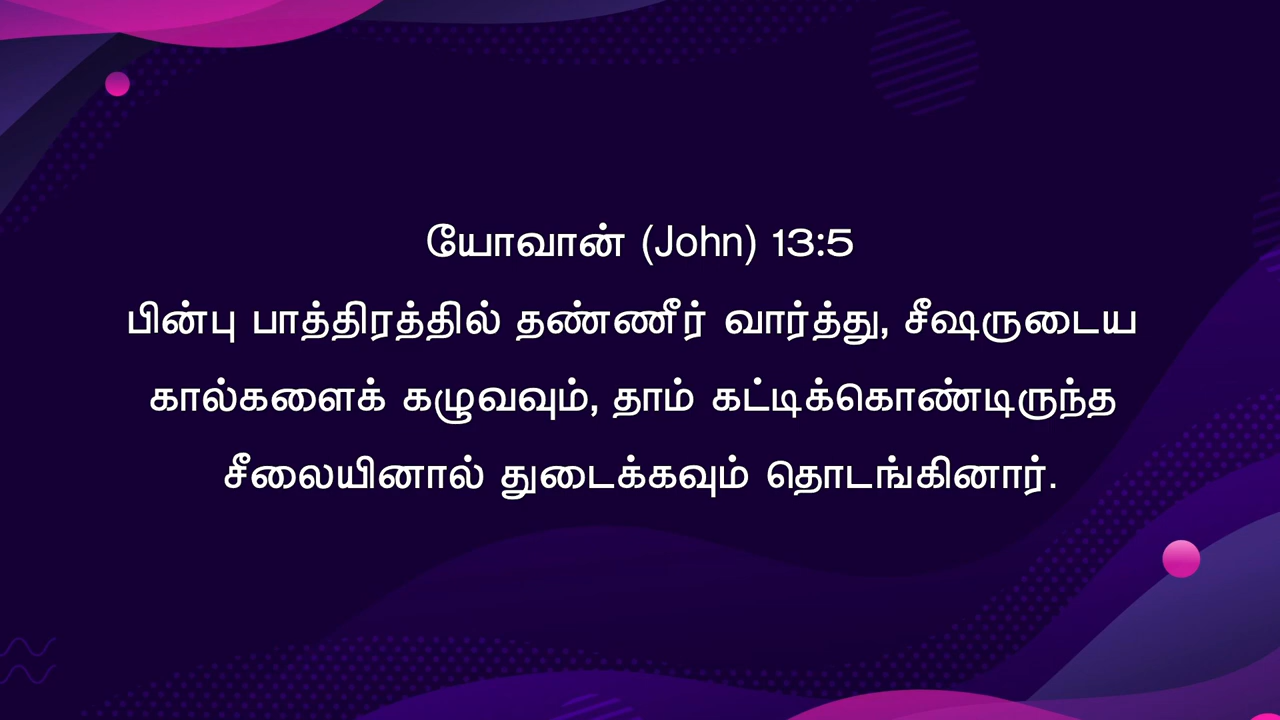 யோவான் (John) 13:5
பின்பு பாத்திரத்தில் தண்ணீர் வார்த்து, சீஷருடைய
கால்களைக் கழுவவும், தாம் கட்டிக்கொண்டிருந்த
சீலையினால் துடைக்கவும் தொடங்கினார்.